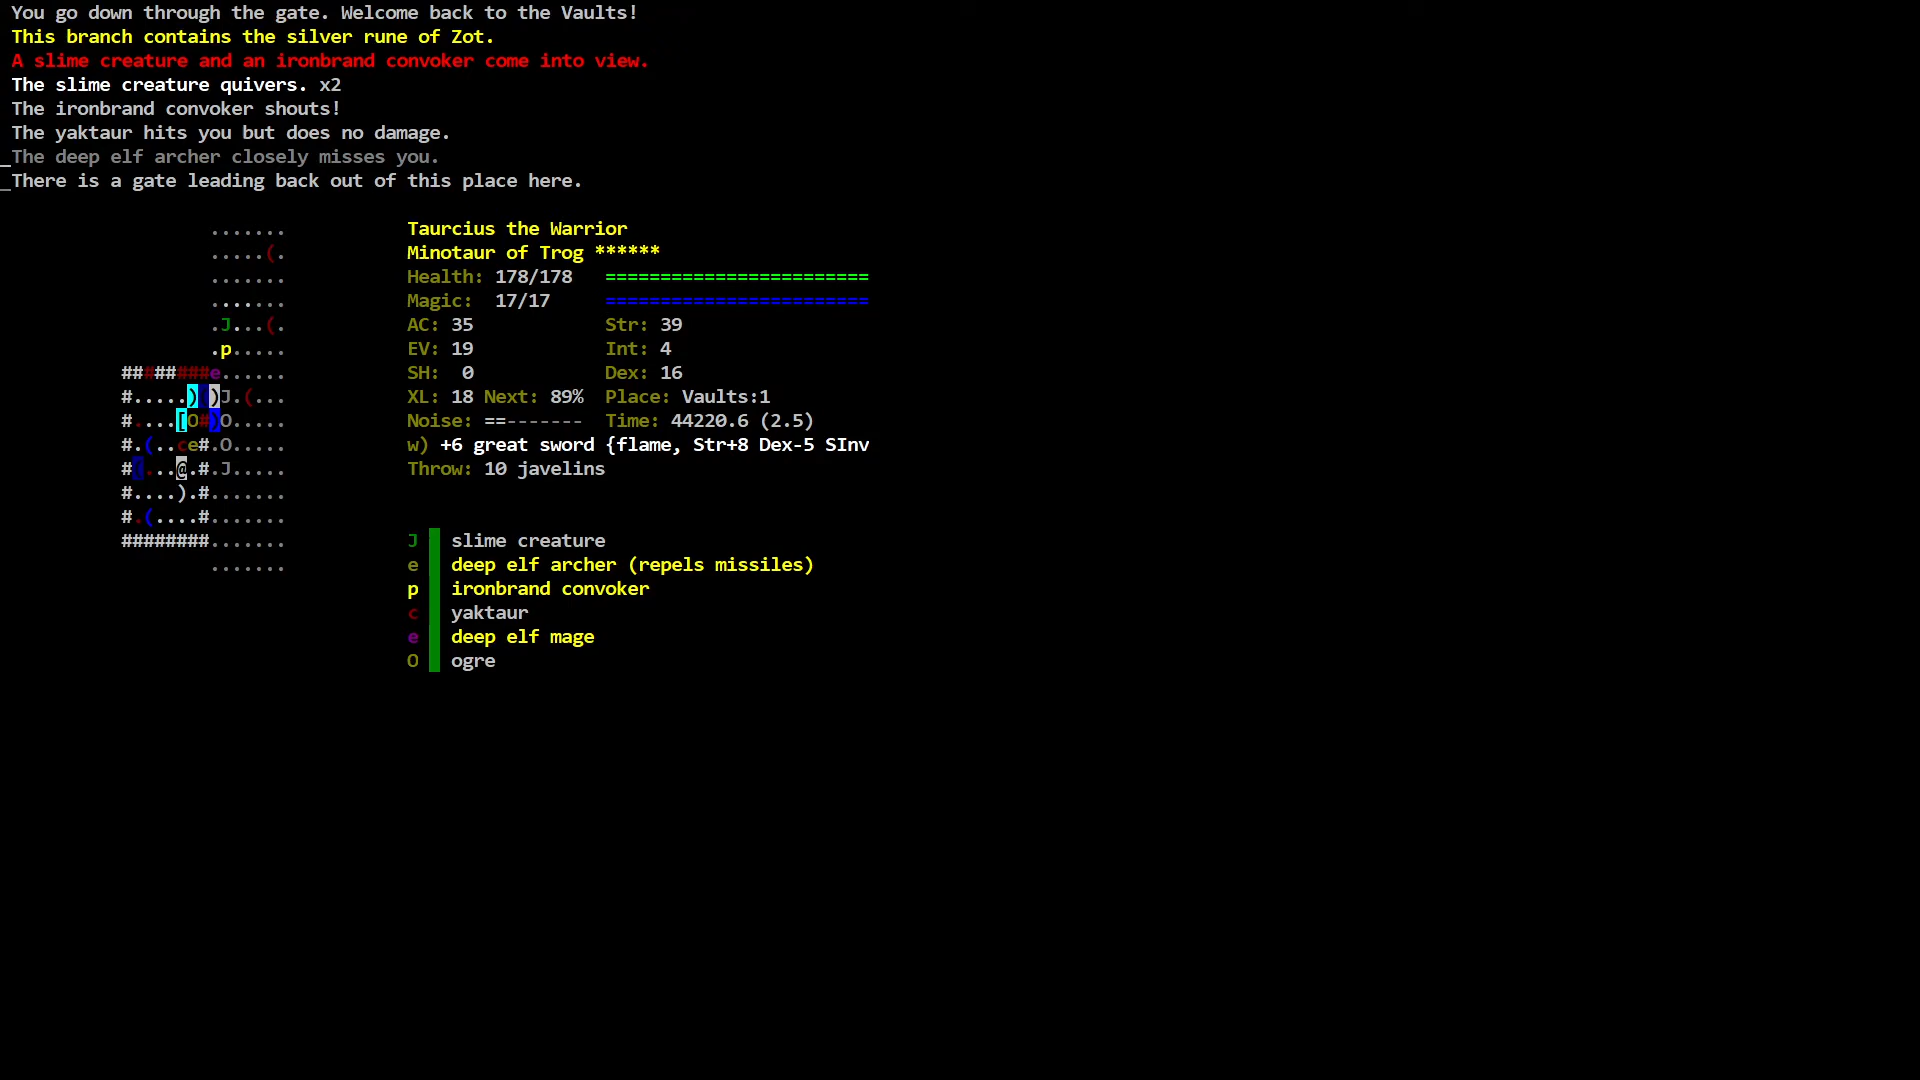 You go down through the gate. Welcome back to the Vaults!
This branch contains the silver rune of Zot.
A slime creature and an ironbrand convoker come into view.
The slime creature quivers. x2
The ironbrand convoker shouts!
The yaktaur hits you but does no damage.
_The deep elf archer closely misses you.
_There is a gate leading back out of this place here.
.......
Taurcius the Warrior
.....(.
Minotaur of Trog ******
.......
Health: 178/178 ========================
.......
Magic: 17/17 ========================
.J...(.
AC: 35 Str: 39
.p.....
EV: 19 Int: 4
########e......
SH: 0 Dex: 16
#.....)()J.(...
XL: 18 Next: 89% Place: Vaults:1
#....[O#)O.....
Noise: ==------- Time: 44220.6 (2.5)
#.(..ce#.O.....
w) +6 great sword {flame, Str+8 Dex-5 SInv
#[...@.#.J.....
Throw: 10 javelins
#....).#.......
#.(....#.......
########.......
J slime creature
.......
e deep elf archer (repels missiles)
p ironbrand convoker
c yaktaur
e deep elf mage
O ogre